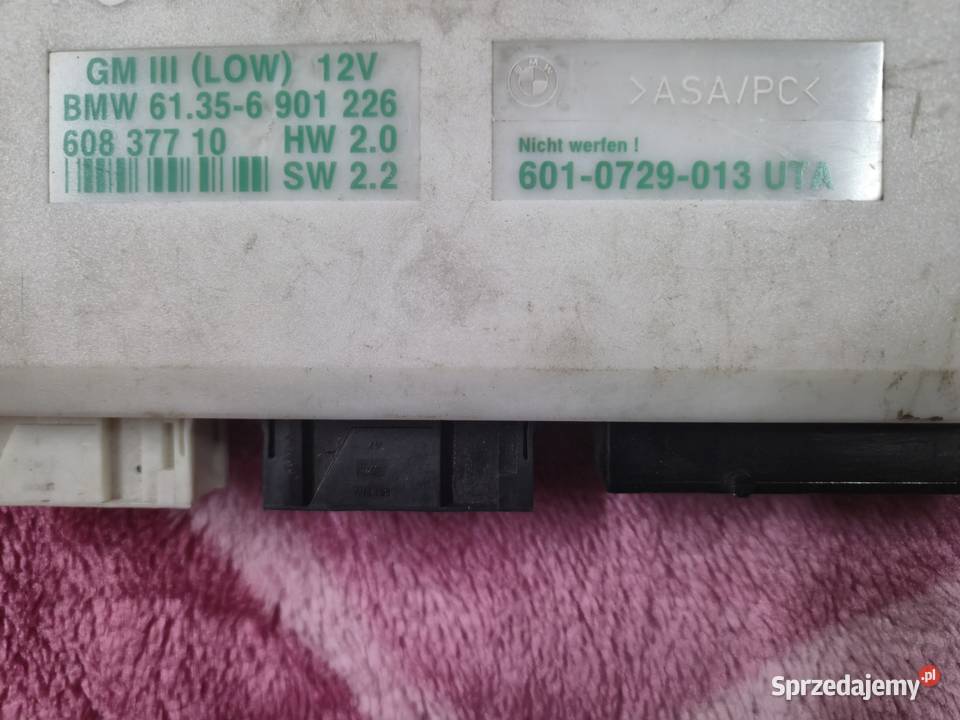 GM III (LOW) 12V
BMW 61.35-6 901 226
608 377 10 HW 2.0
SW 2.2
BMW
>ASA/PC<
Nicht werfen !
601-0729-013 UTA
Sprzedajemy.pl